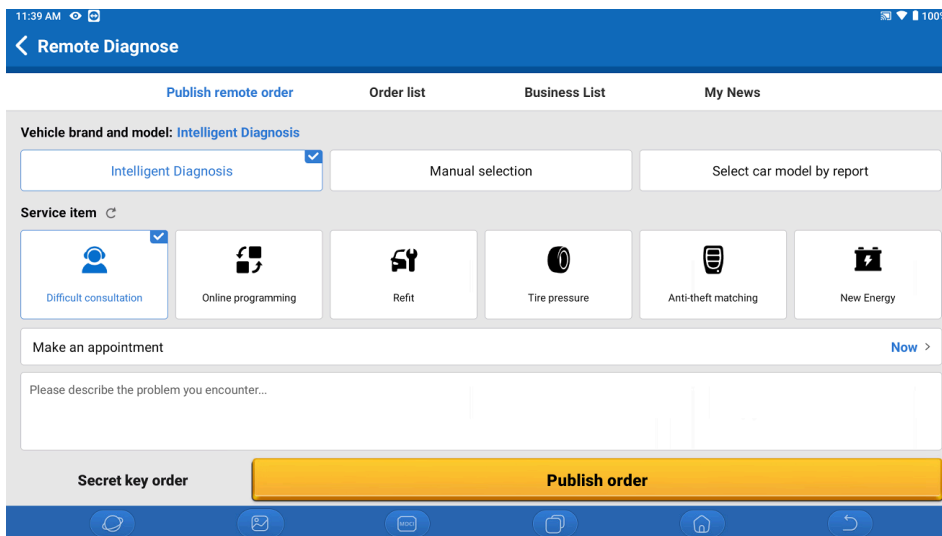 11:39 AM 100%
Remote Diagnose
Publish remote order Order list Business List My News
Vehicle brand and model: Intelligent Diagnosis
Intelligent Diagnosis Manual selection Select car model by report
Service item
Difficult consultation Online programming Refit Tire pressure Anti-theft matching New Energy
Make an appointment Now >
Please describe the problem you encounter...
Secret key order Publish order